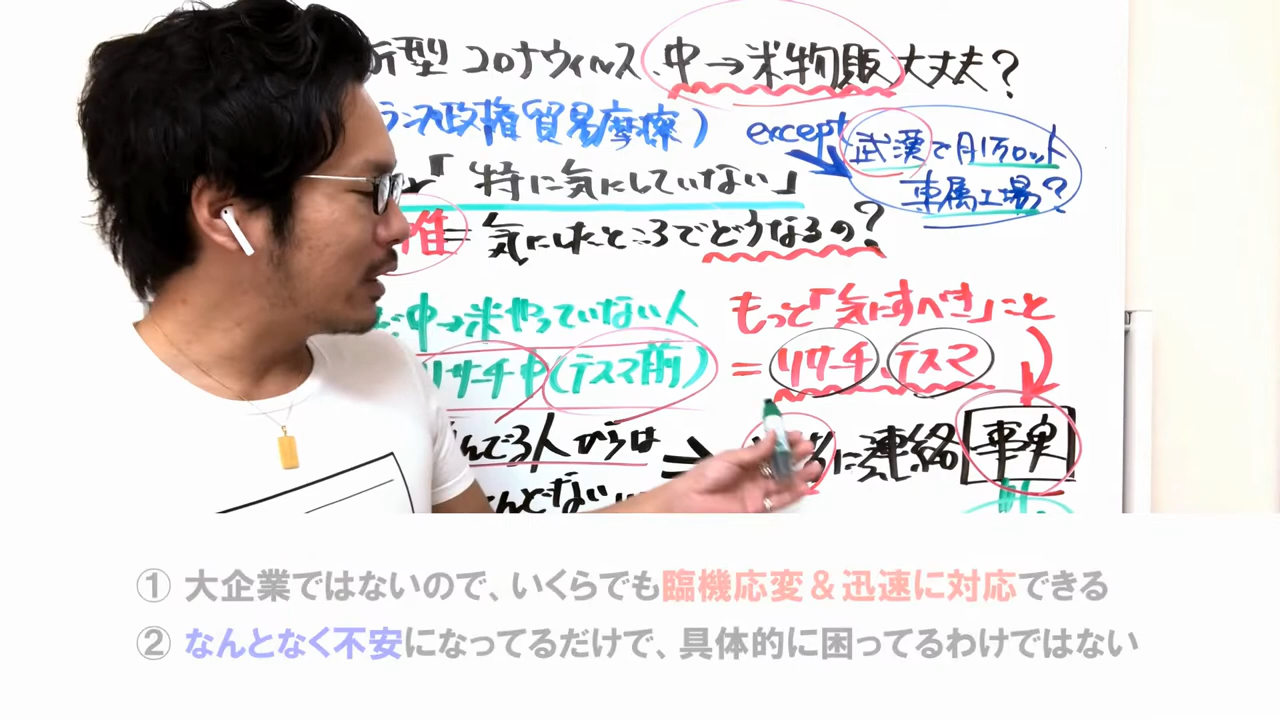 型コロナウィルス 中→米物販大丈夫?
ランプ政権貿易摩擦)
except 武漢で月1万ロット
専属工場?
「特に気にしていない」
= 気にしたところでどうなるの?
中→米やっていない人
もっと「気にすべき」こと
リサーチ中(テスマ前)
= リサーチ、テスマ
んでる人からは
⇒
に連絡 事実
んどない
① 大企業ではないので、いくらでも臨機応変&迅速に対応できる
② なんとなく不安になってるだけで、具体的に困ってるわけではない